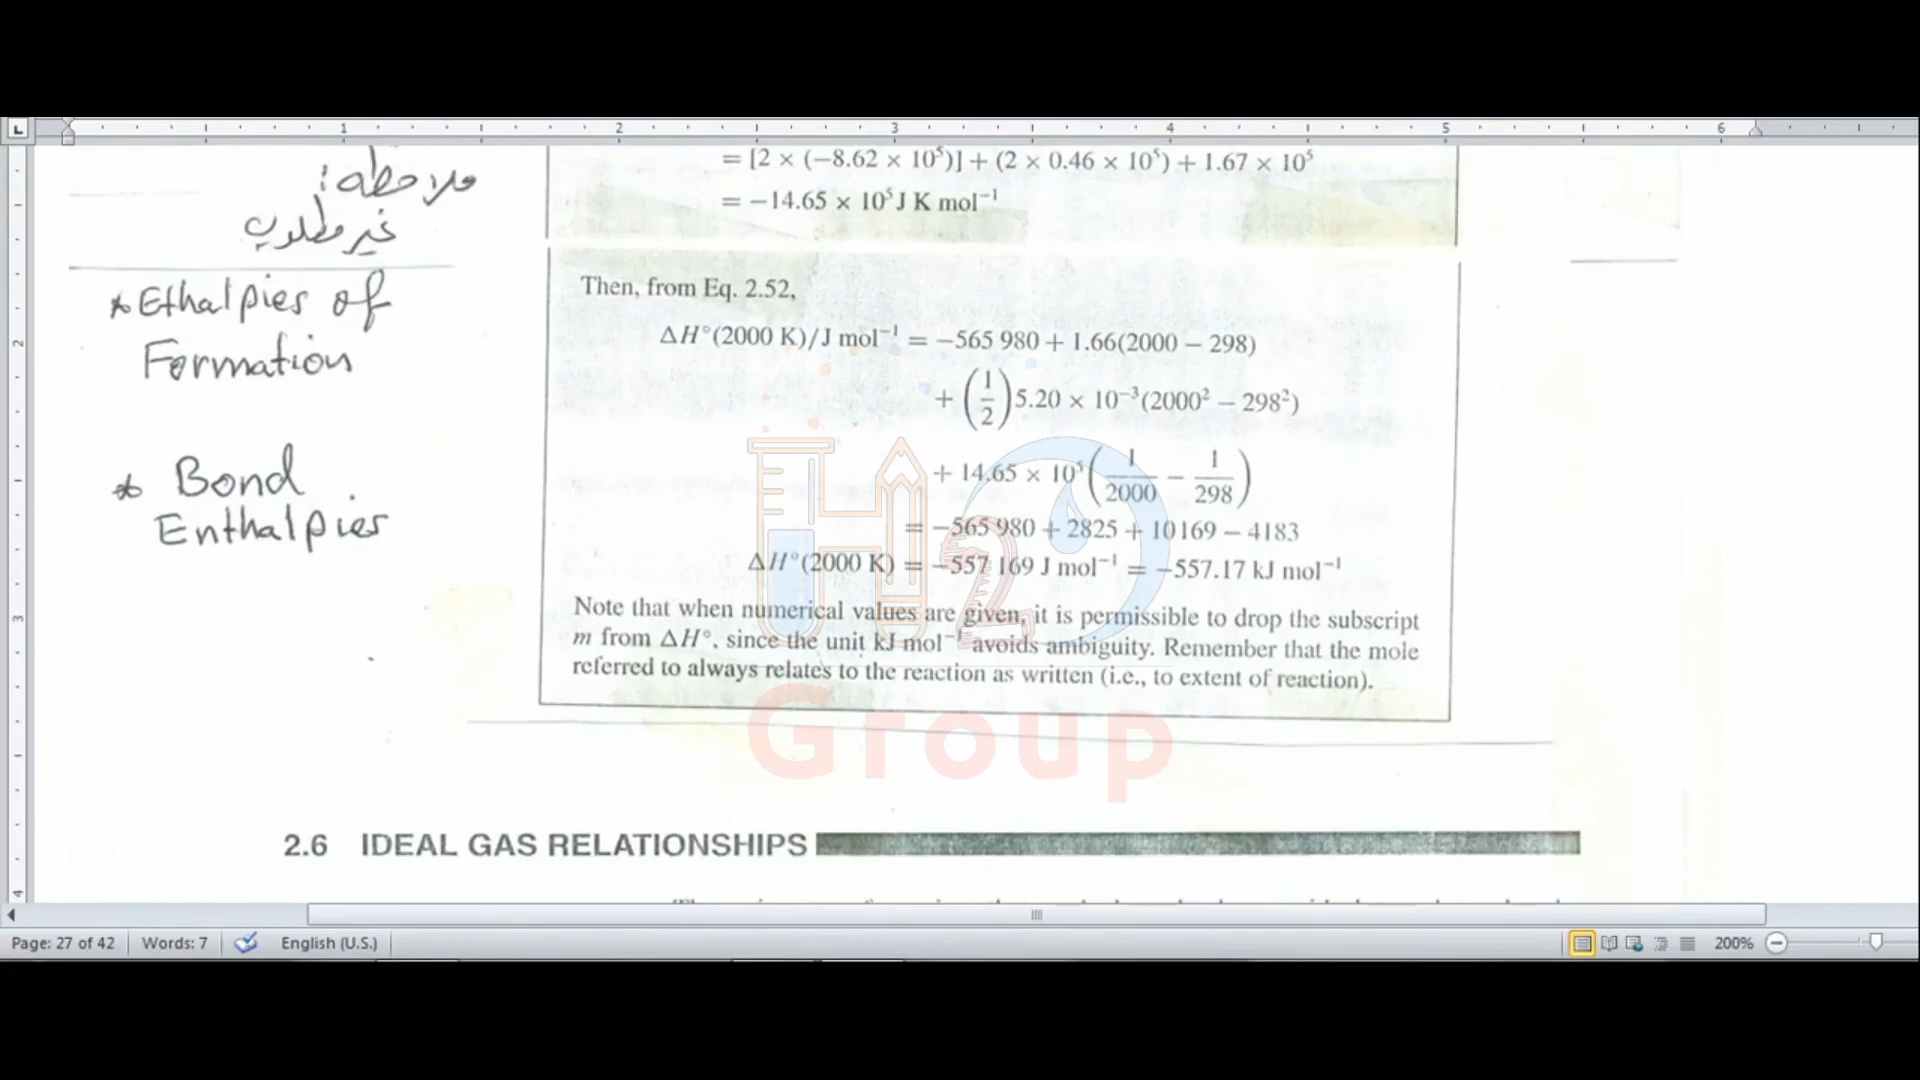 = [2 × (−8.62 × 10⁵)] + (2 × 0.46 × 10⁵) + 1.67 × 10⁵
= −14.65 × 10⁵ J K mol⁻¹
ملاحظة:
غير مطلوب
* Ethalpies of
Formation
* Bond
Enthalpies
Then, from Eq. 2.52,
ΔH°(2000 K)/J mol⁻¹ = −565 980 + 1.66(2000 − 298)
+ (1/2) 5.20 × 10⁻³(2000² − 298²)
+ 14.65 × 10⁵ (1/2000 − 1/298)
= −565 980 + 2825 + 10169 − 4183
ΔH°(2000 K) = −557 169 J mol⁻¹ = −557.17 kJ mol⁻¹
Note that when numerical values are given, it is permissible to drop the subscript
m from ΔH°, since the unit kJ mol⁻¹ avoids ambiguity. Remember that the mole
referred to always relates to the reaction as written (i.e., to extent of reaction).
H2O
Group
2.6 IDEAL GAS RELATIONSHIPS
Page: 27 of 42 Words: 7 English (U.S.) 200%